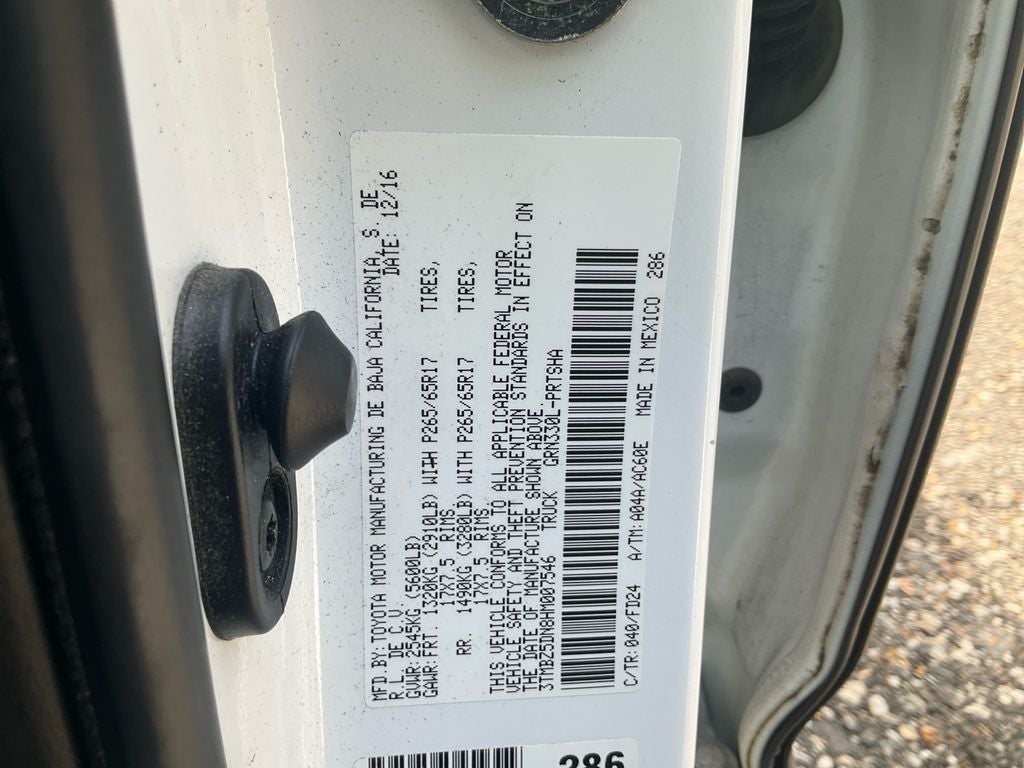 MFD.BY:TOYOTA MOTOR MANUFACTURING DE BAJA CALIFORNIA,S. DE
R.L. DE C.V. DATE: 12/16
GVWR:2545KG (5600LB)
GAWR: FRT. 1320KG (2910LB) WITH P265/65R17 TIRES,
17X7.5 RIMS
RR. 1490KG (3280LB) WITH P265/65R17 TIRES,
17X7.5 RIMS
THIS VEHICLE CONFORMS TO ALL APPLICABLE FEDERAL MOTOR
VEHICLE SAFETY AND THEFT PREVENTION STANDARDS IN EFFECT ON
THE DATE OF MANUFACTURE SHOWN ABOVE.
3TMBZ5DN8HM007546 TRUCK GRN330L-PRTSHA
C/TR:040/FD24 A/TM:A04A/AC60E MADE IN MEXICO 286
286